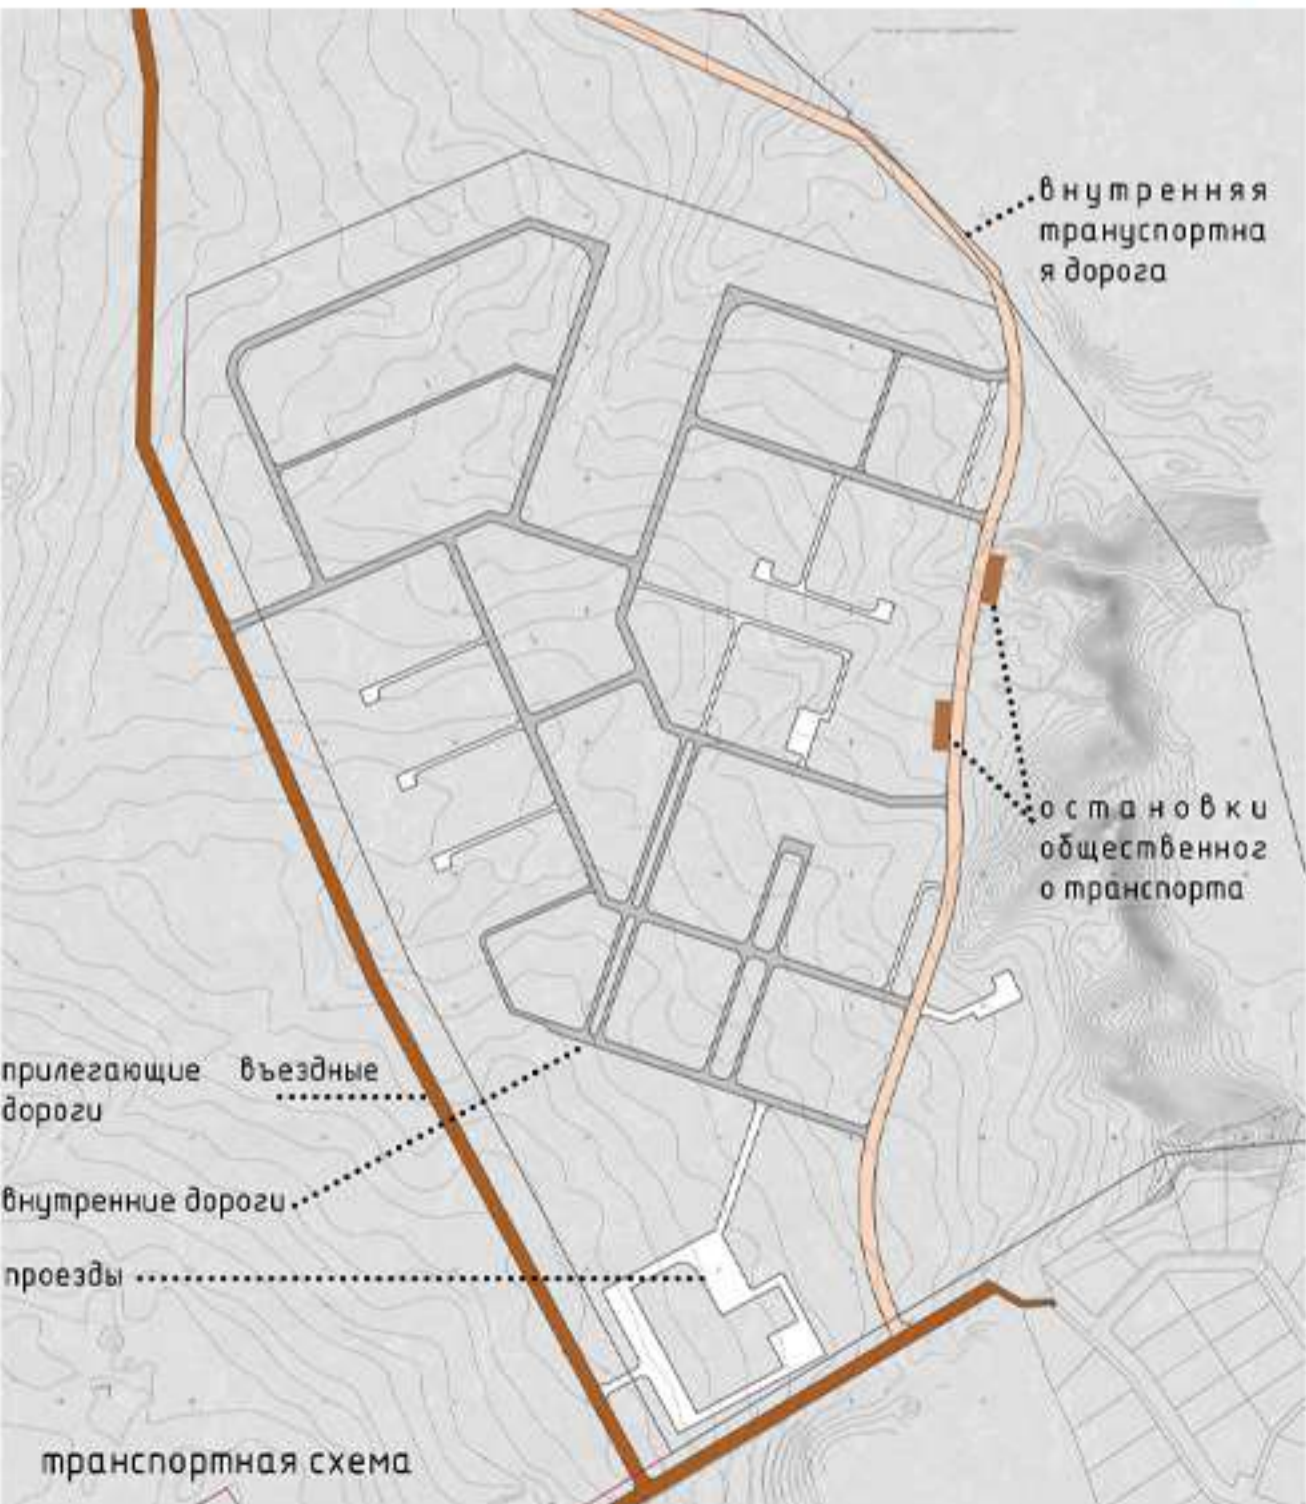 внутренняя
трануспортна
я дорога
остановки
общественног
о транспорта
прилегающие въездные
дороги
внутренние дороги
проезды
транспортная схема